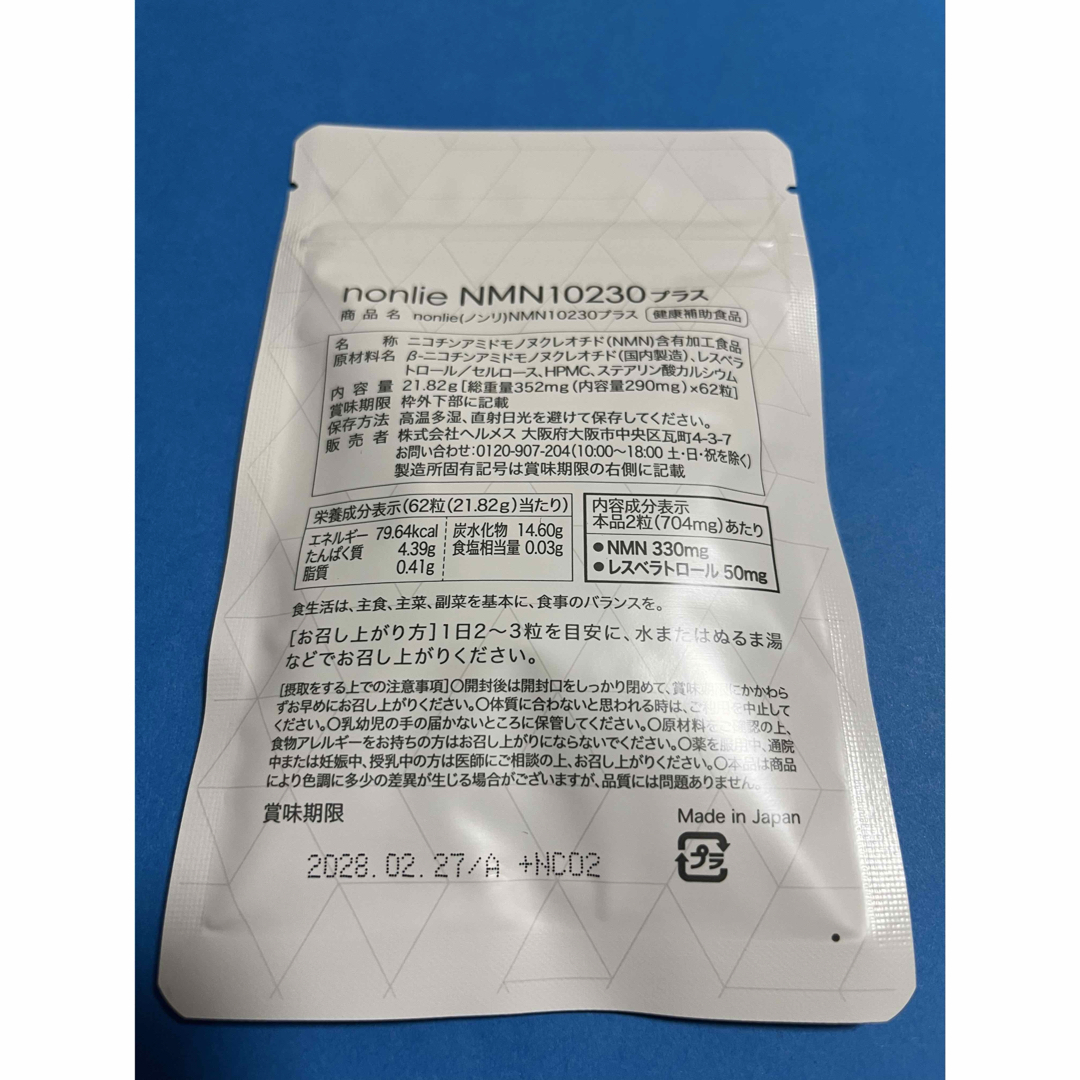 nonlie NMN10230プラス
商品名 nonlie(ノンリ)NMN10230プラス 健康補助食品
名称 ニコチンアミドモノヌクレオチド(NMN)含有加工食品
原材料名 β-ニコチンアミドモノヌクレオチド(国内製造)、レスベラ
トロール/セルロース、HPMC、ステアリン酸カルシウム
内容量 21.82g[総重量352mg(内容量290mg)×62粒]
賞味期限 枠外下部に記載
保存方法 高温多湿、直射日光を避けて保存してください。
販売者 株式会社ヘルメス 大阪府大阪市中央区瓦町4-3-7
お問い合わせ:0120-907-204(10:00~18:00 土・日・祝を除く)
製造所固有記号は賞味期限の右側に記載
栄養成分表示(62粒(21.82g)当たり)
エネルギー 79.64kcal
たんぱく質 4.39g
脂質 0.41g
炭水化物 14.60g
食塩相当量 0.03g
内容成分表示
本品2粒(704mg)あたり
●NMN 330mg
●レスベラトロール 50mg
食生活は、主食、主菜、副菜を基本に、食事のバランスを。
[お召し上がり方]1日2~3粒を目安に、水またはぬるま湯
などでお召し上がりください。
[摂取をする上での注意事項]〇開封後は開封口をしっかり閉めて、賞味期限にかかわら
ずお早めにお召し上がりください。〇体質に合わないと思われる時は、ご利用を中止して
ください。〇乳幼児の手の届かないところに保管してください。〇原材料をご確認の上、
食物アレルギーをお持ちの方はお召し上がりにならないでください。〇薬を服用中、通院
中または妊娠中、授乳中の方は医師にご相談の上、お召し上がりください。〇本品は商品
により色調に多少の差異が生じる場合がございますが、品質には問題ありません。
賞味期限
Made in Japan
2028.02.27/A +NC02
プラ